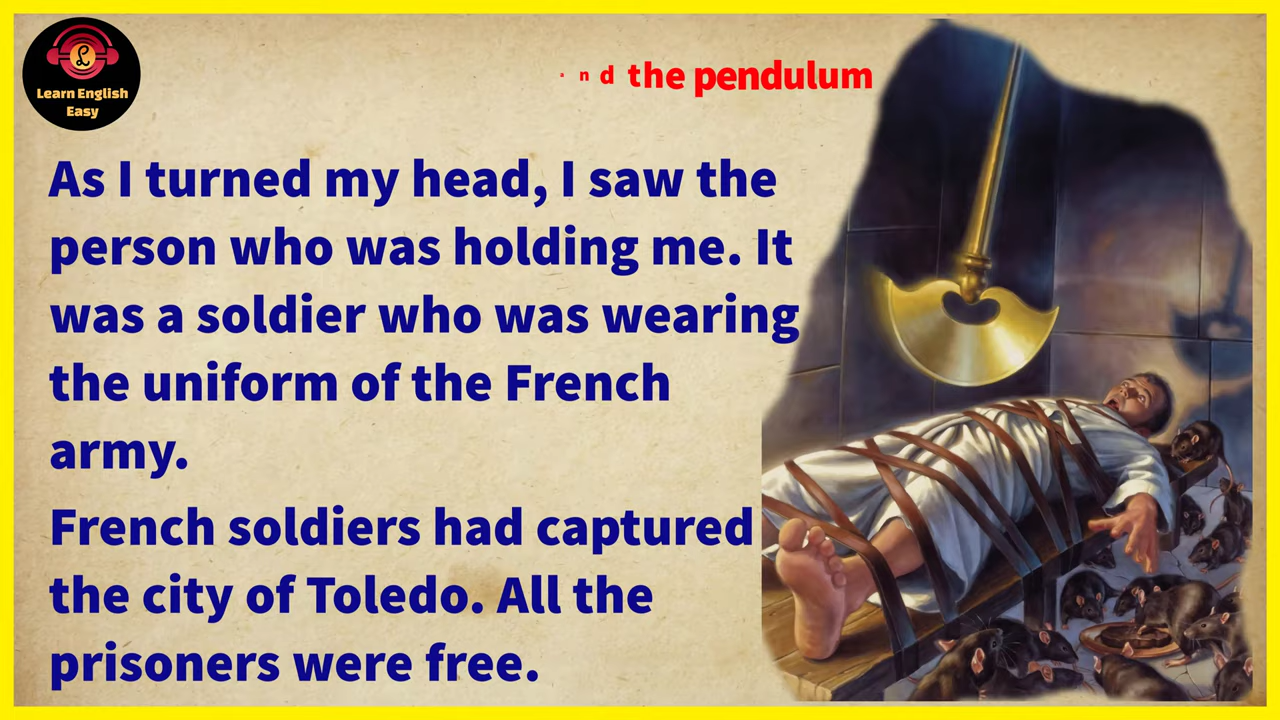 Learn English
Easy
nd the pendulum
As I turned my head, I saw the
person who was holding me. It
was a soldier who was wearing
the uniform of the French
army.
French soldiers had captured
the city of Toledo. All the
prisoners were free.